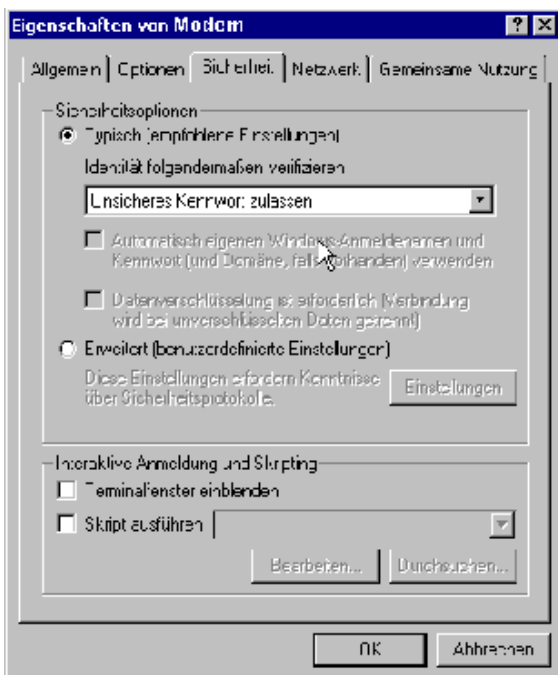 Eigenschaften von Modem
Allgemein Optionen Sicherheit Netzwerk Gemeinsame Nutzung
Sicherheitsoptionen
Typisch (empfohlene Einstellungen)
Identität folgendermaßen verifizieren
Unsicheres Kennwort zulassen
Automatisch eigenen Windows-Anmeldenamen und
Kennwort (und Domäne, falls vorhanden) verwenden
Datenverschlüsselung ist erforderlich (Verbindung
wird bei unverschlüsselten Daten getrennt)
Erweitert (benutzerdefinierte Einstellungen)
Diese Einstellungen erfordern Kenntnisse
über Sicherheitsprotokolle.
Einstellungen
Interaktive Anmeldung und Skripting
Terminalfenster einblenden
Skript ausführen
Bearbeiten... Durchsuchen...
OK Abbrechen